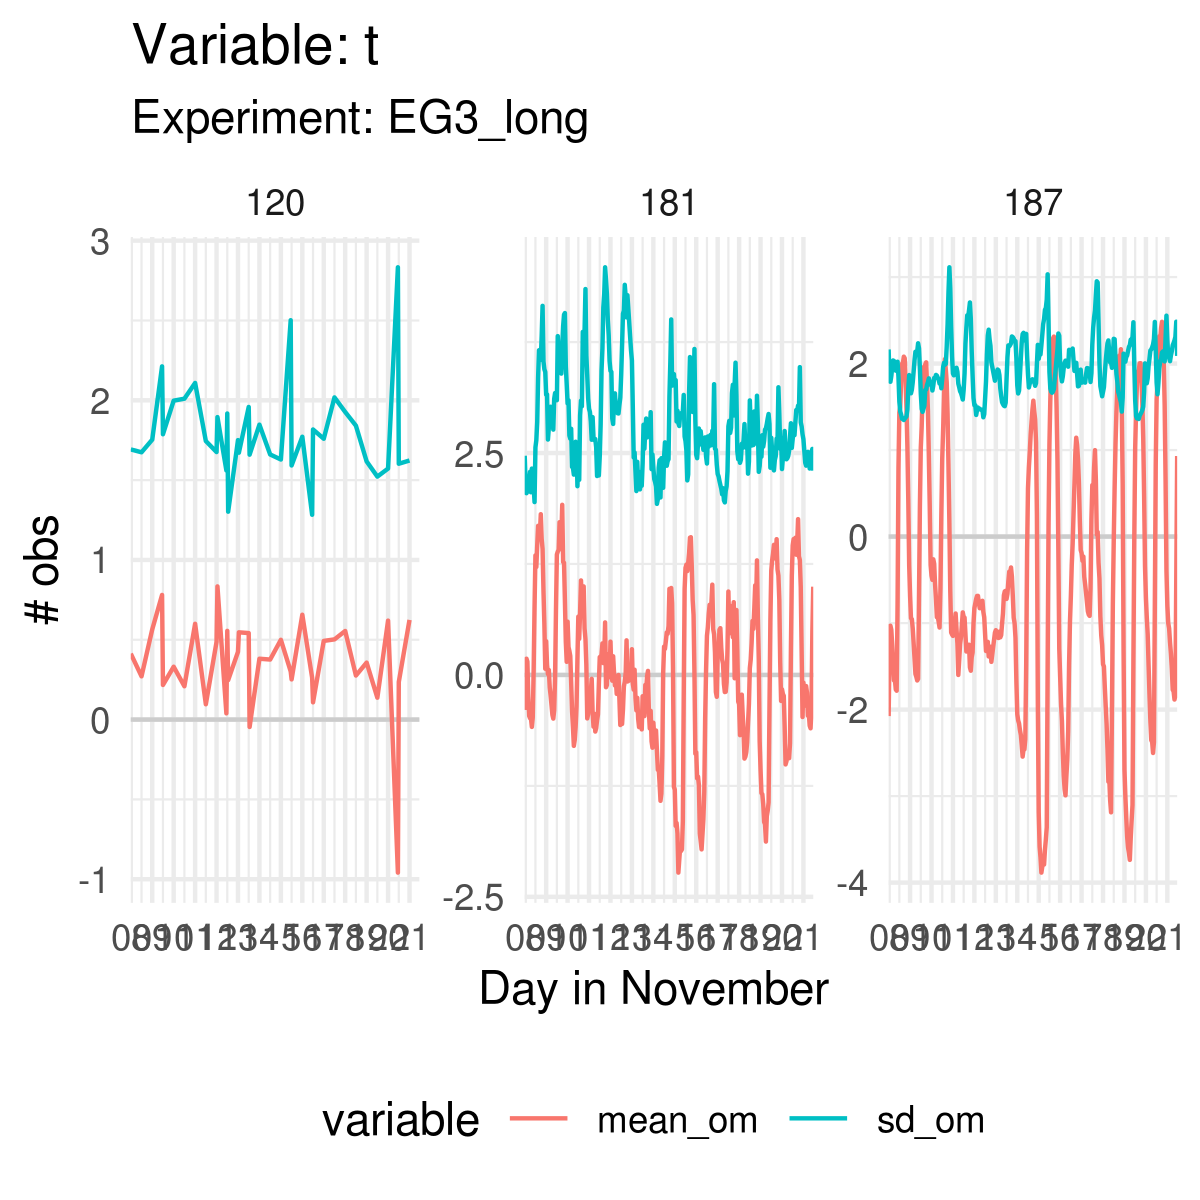 Variable: t
Experiment: EG3_long
120 181 187
# obs
3
2
1
0
-1
2.5
0.0
-2.5
2
0
-2
-4
Day in November
variable mean_om sd_om